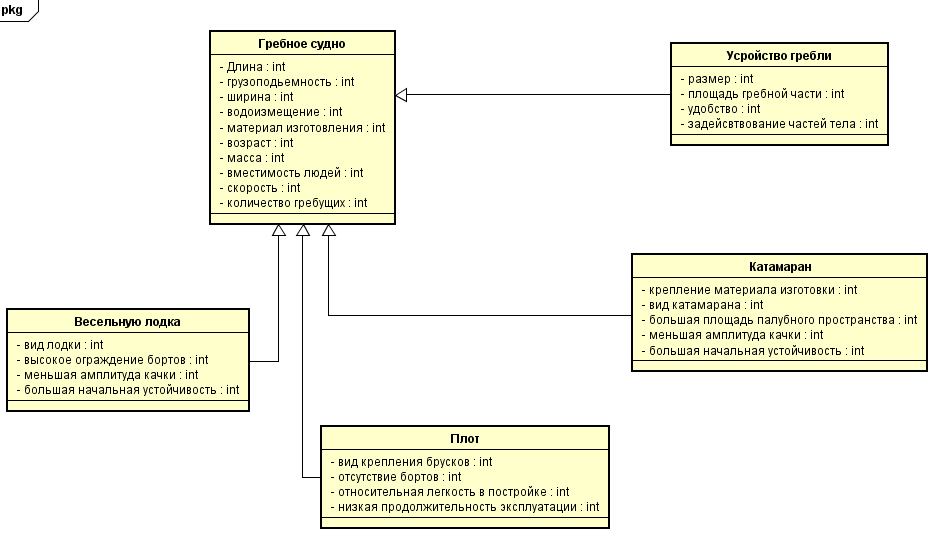 pkg
Гребное судно
- Длина : int
- грузоподьемность : int
- ширина : int
- водоизмещение : int
- материал изготовления : int
- возраст : int
- масса : int
- вместимость людей : int
- скорость : int
- количество гребущих : int
Усройство гребли
- размер : int
- площадь гребной части : int
- удобство : int
- задейсвтвование частей тела : int
Катамаран
- крепление материала изготовки : int
- вид катамарана : int
- большая площадь палубного пространства : int
- меньшая амплитуда качки : int
- большая начальная устойчивость : int
Весельную лодка
- вид лодки : int
- высокое ограждение бортов : int
- меньшая амплитуда качки : int
- большая начальная устойчивость : int
Плот
- вид крепления брусков : int
- отсутствие бортов : int
- относительная легкость в постройке : int
- низкая продолжительность эксплуатации : int